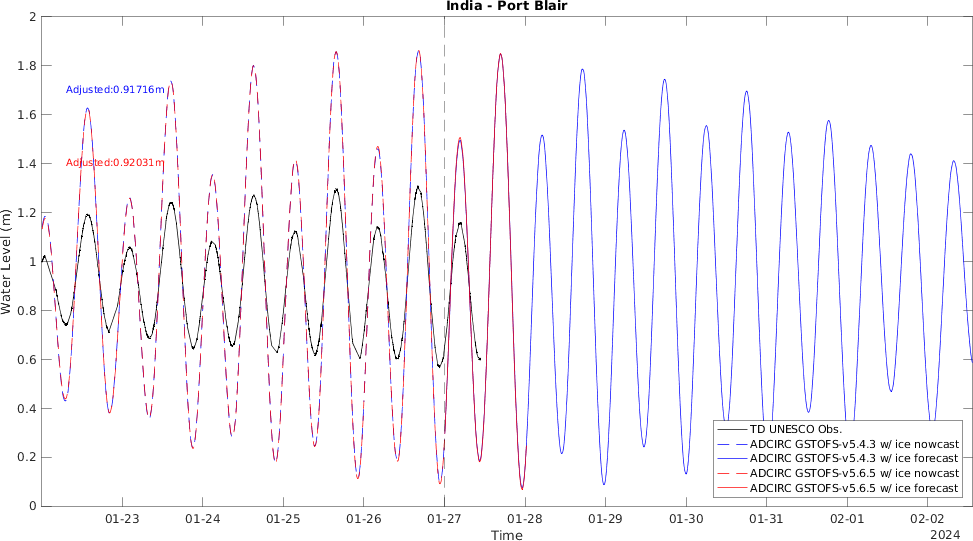 India - Port Blair
2
1.8
1.6
1.4
1.2
1
0.8
0.6
0.4
0.2
0
Water Level (m)
Adjusted:0.91716m
Adjusted:0.92031m
TD UNESCO Obs.
ADCIRC GSTOFS-v5.4.3 w/ ice nowcast
ADCIRC GSTOFS-v5.4.3 w/ ice forecast
ADCIRC GSTOFS-v5.6.5 w/ ice nowcast
ADCIRC GSTOFS-v5.6.5 w/ ice forecast
01-23 01-24 01-25 01-26 01-27 01-28 01-29 01-30 01-31 02-01 02-02
Time
2024